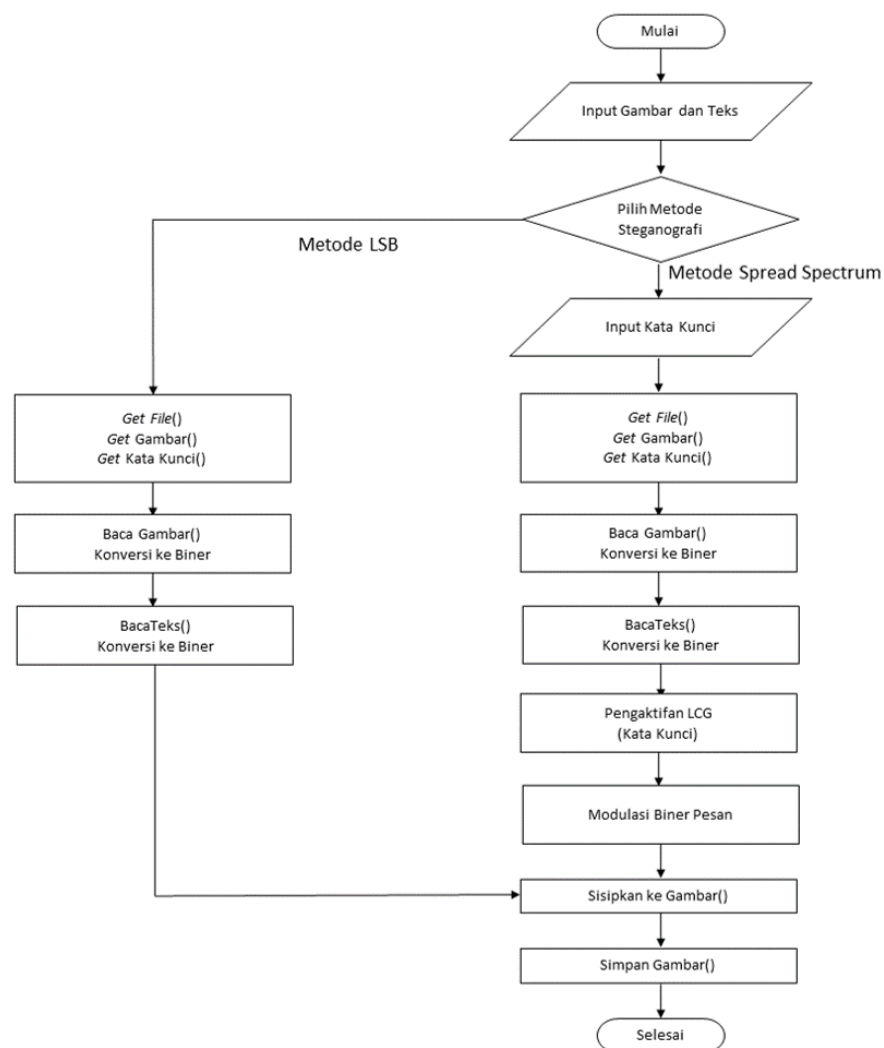 Mulai
Input Gambar dan Teks
Pilih Metode
Steganografi
Metode LSB
Metode Spread Spectrum
Input Kata Kunci
Get File()
Get Gambar()
Get Kata Kunci()
Baca Gambar()
Konversi ke Biner
BacaTeks()
Konversi ke Biner
Get File()
Get Gambar()
Get Kata Kunci()
Baca Gambar()
Konversi ke Biner
BacaTeks()
Konversi ke Biner
Pengaktifan LCG
(Kata Kunci)
Modulasi Biner Pesan
Sisipkan ke Gambar()
Simpan Gambar()
Selesai